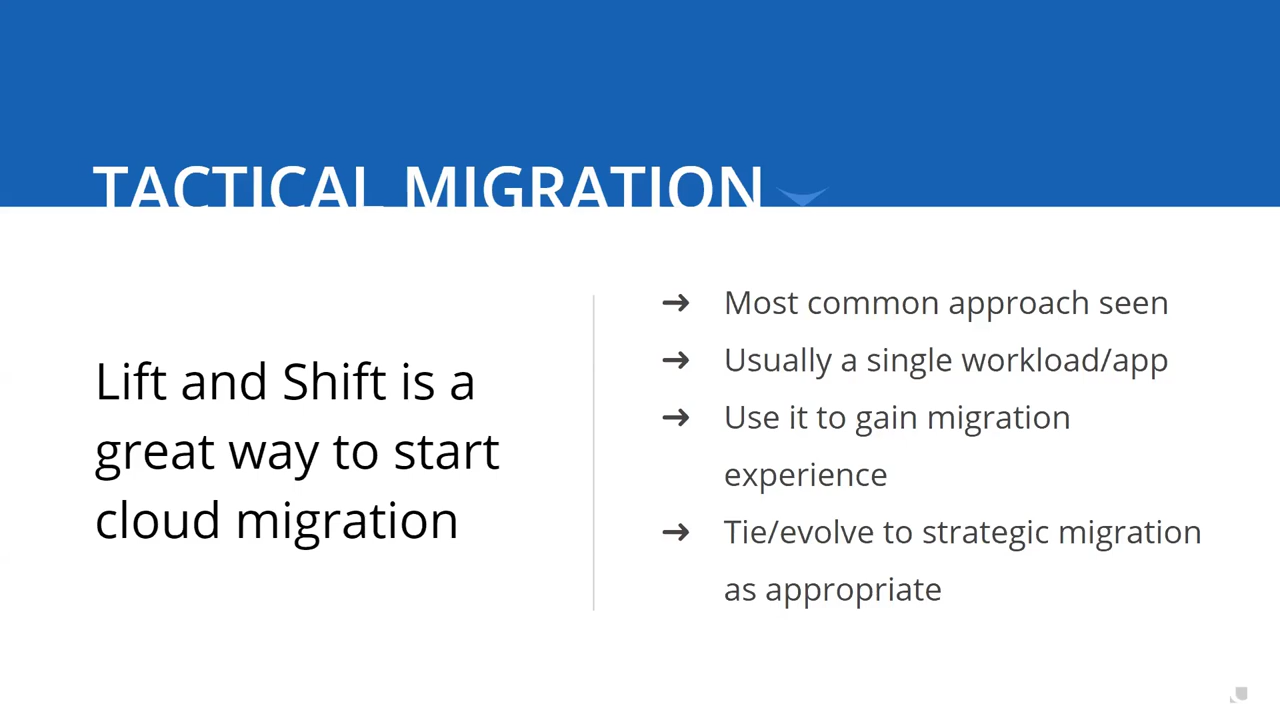 TACTICAL MIGRATION
Lift and Shift is a
great way to start
cloud migration
➔ Most common approach seen
➔ Usually a single workload/app
➔ Use it to gain migration
experience
➔ Tie/evolve to strategic migration
as appropriate